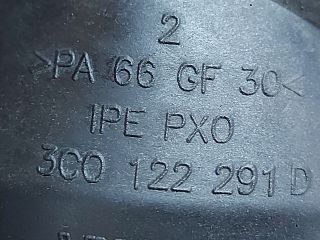 2
>PA 66 GF 30<
IPE PXO
3C0 122 291 D